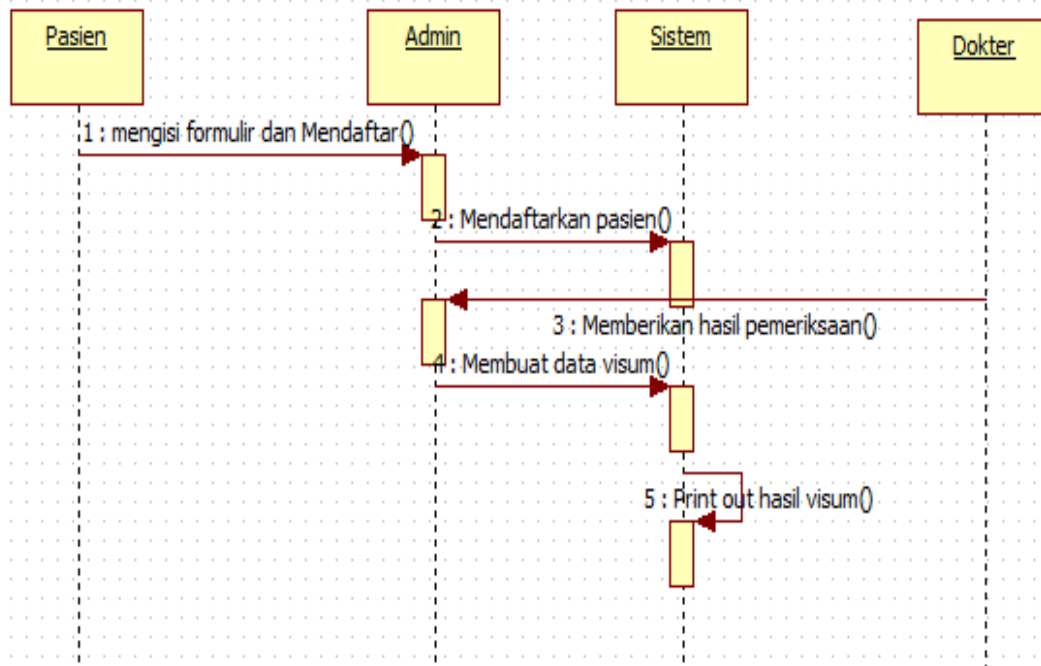 Pasien
Admin
Sistem
Dokter
1 : mengisi formulir dan Mendaftar()
2 : Mendaftarkan pasien()
3 : Memberikan hasil pemeriksaan()
4 : Membuat data visum()
5 : Print out hasil visum()